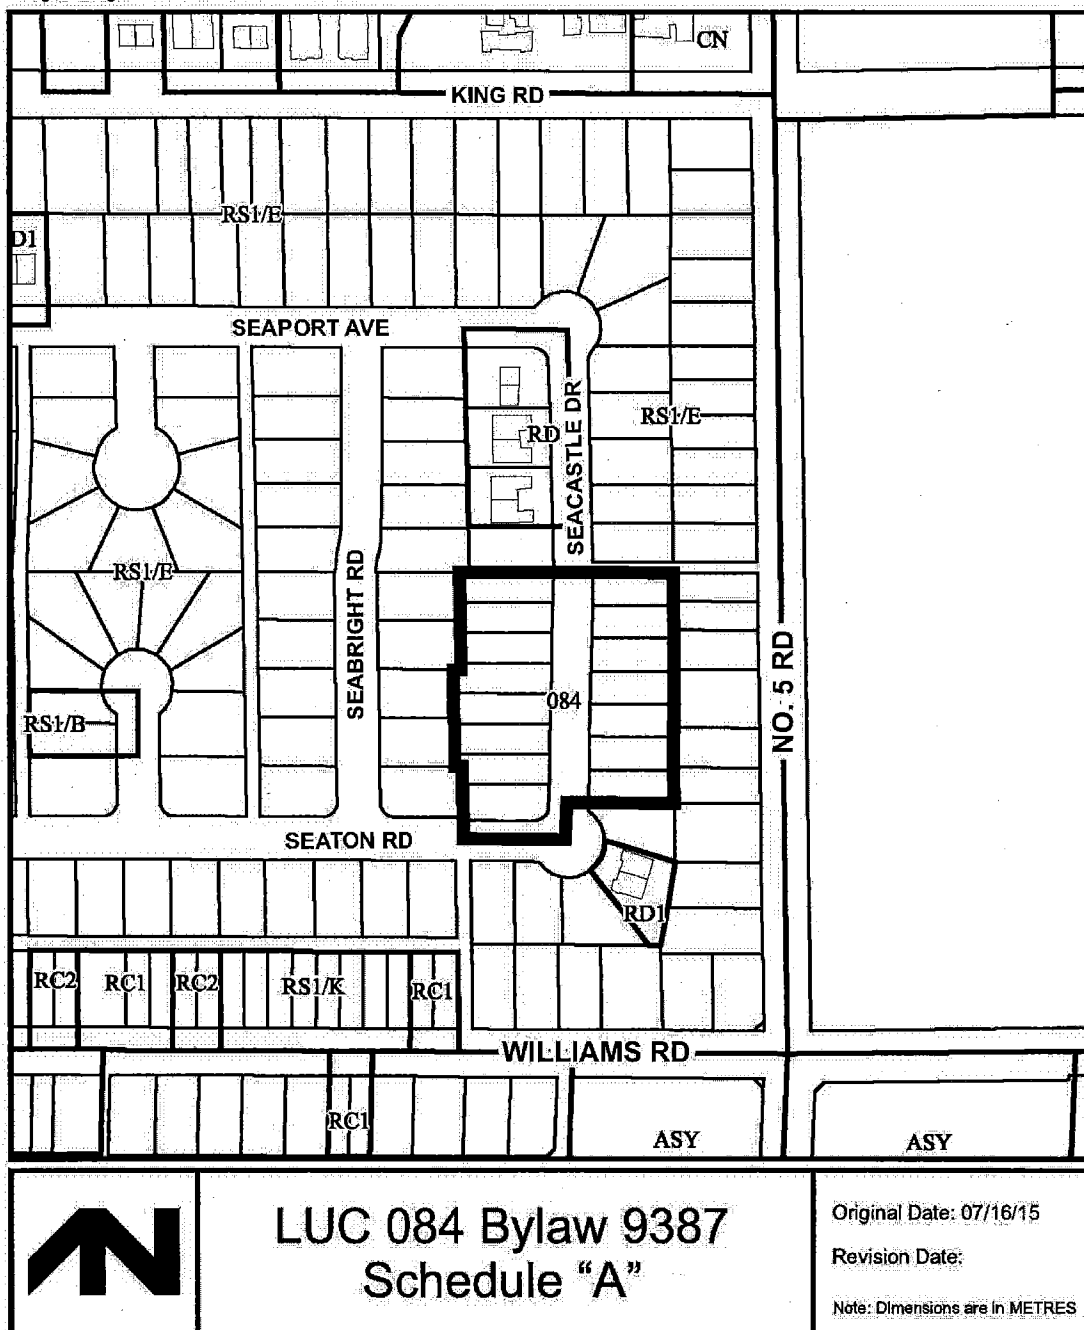 CN
KING RD
RS1/E
D1
SEAPORT AVE
SEACASTLE DR
RD
RS1/E
SEABRIGHT RD
RS1/E
NO. 5 RD
084
RS1/B
SEATON RD
RD1
RC2
RC1
RC2
RS1/K
RC1
WILLIAMS RD
RC1
ASY
ASY
LUC 084 Bylaw 9387
Schedule “A”
Original Date: 07/16/15
Revision Date:
Note: Dimensions are in METRES